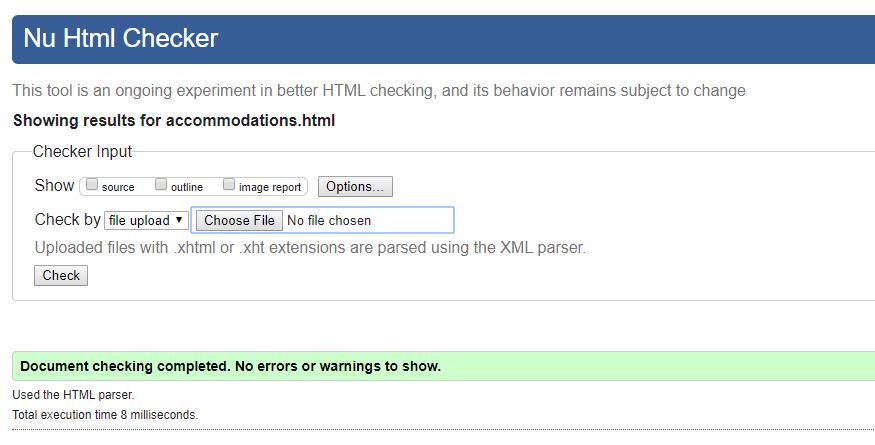 Nu Html Checker
This tool is an ongoing experiment in better HTML checking, and its behavior remains subject to change
Showing results for accommodations.html
Checker Input
Show source outline image report Options...
Check by file upload Choose File No file chosen
Uploaded files with .xhtml or .xht extensions are parsed using the XML parser.
Check
Document checking completed. No errors or warnings to show.
Used the HTML parser.
Total execution time 8 milliseconds.